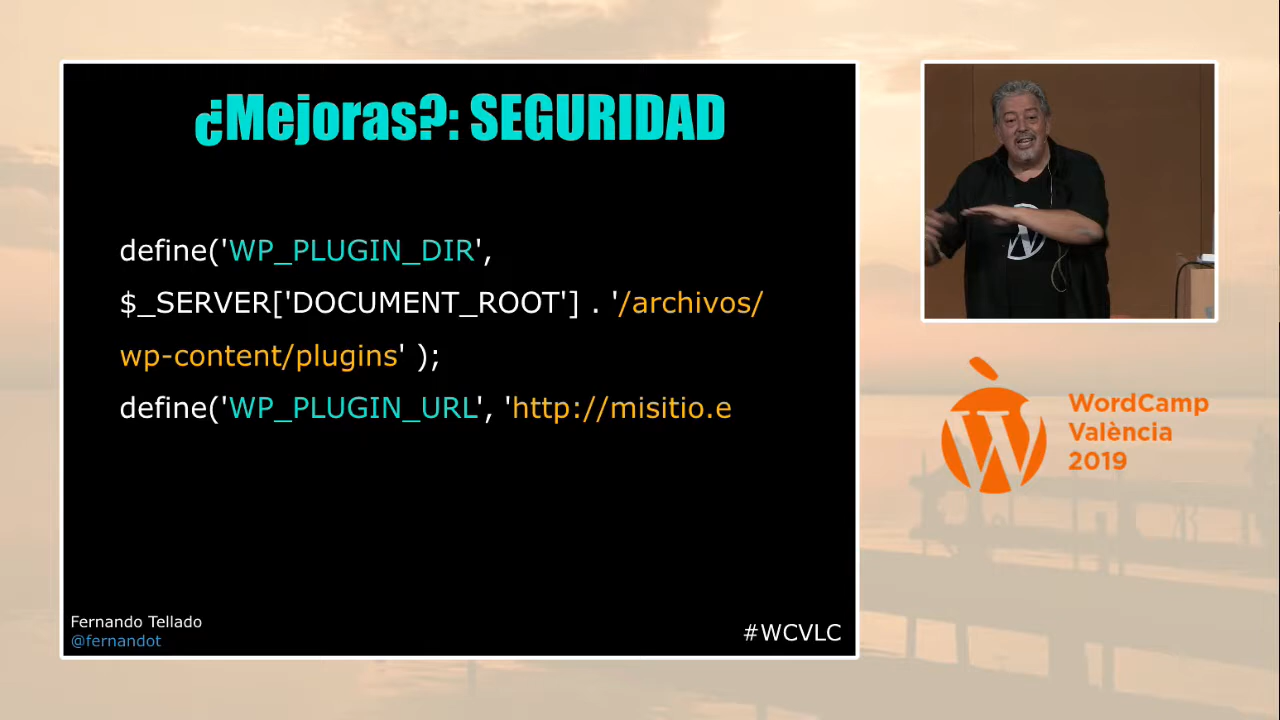 ¿Mejoras?: SEGURIDAD
define('WP_PLUGIN_DIR',
$_SERVER['DOCUMENT_ROOT'] . '/archivos/
wp-content/plugins' );
define('WP_PLUGIN_URL', 'http://misitio.e
Fernando Tellado
@fernandot
#WCVLC
WordCamp
València
2019